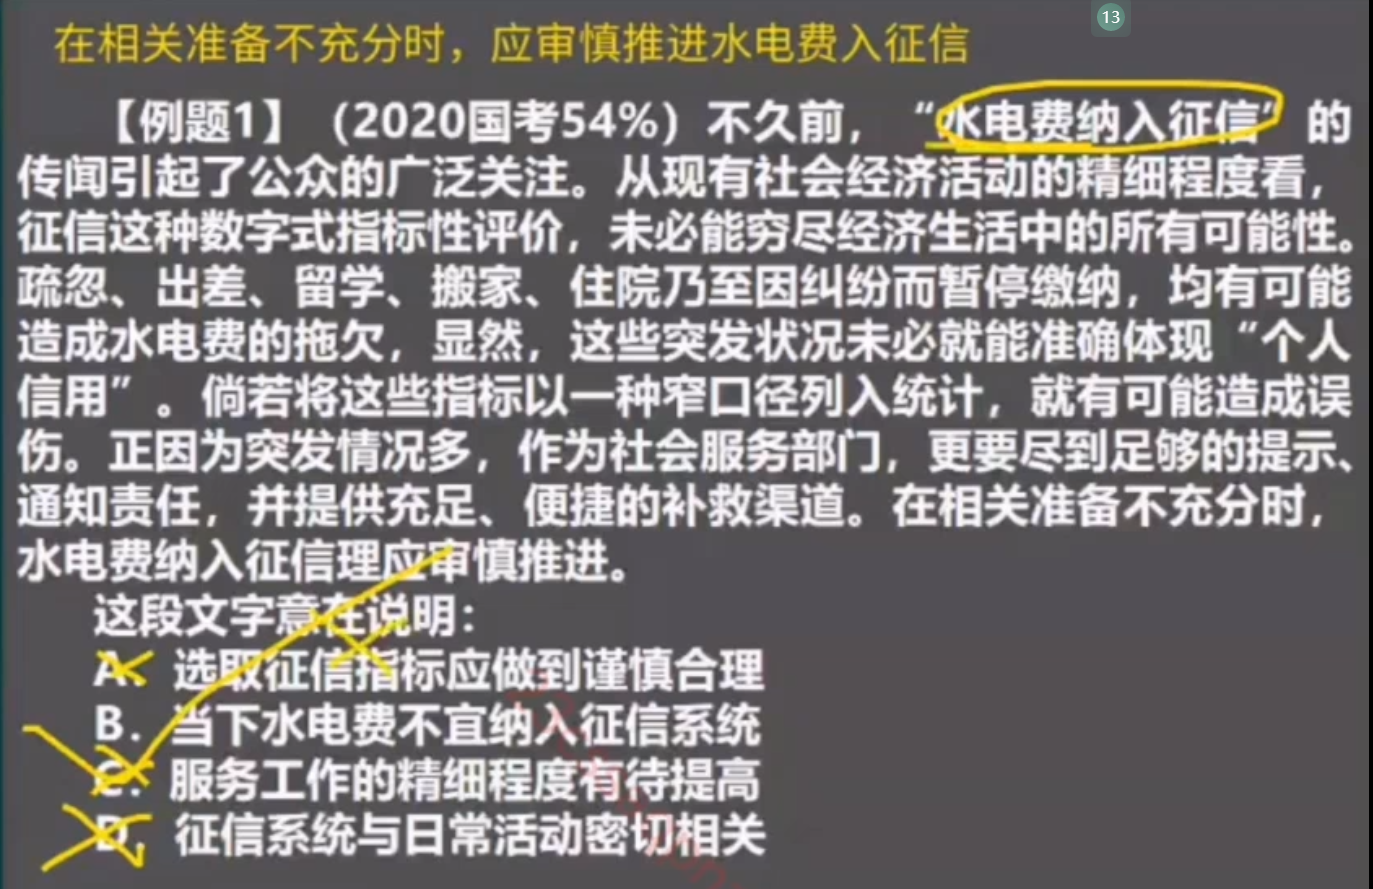 13
在相关准备不充分时，应审慎推进水电费入征信
【例题1】（2020国考54%）不久前，“水电费纳入征信”的
传闻引起了公众的广泛关注。从现有社会经济活动的精细程度看，
征信这种数字式指标性评价，未必能穷尽经济生活中的所有可能性。
疏忽、出差、留学、搬家、住院乃至因纠纷而暂停缴纳，均有可能
造成水电费的拖欠，显然，这些突发状况未必就能准确体现“个人
信用”。倘若将这些指标以一种窄口径列入统计，就有可能造成误
伤。正因为突发情况多，作为社会服务部门，更要尽到足够的提示、
通知责任，并提供充足、便捷的补救渠道。在相关准备不充分时，
水电费纳入征信理应审慎推进。
这段文字意在说明：
A．选取征信指标应做到谨慎合理
B．当下水电费不宜纳入征信系统
C．服务工作的精细程度有待提高
D．征信系统与日常活动密切相关